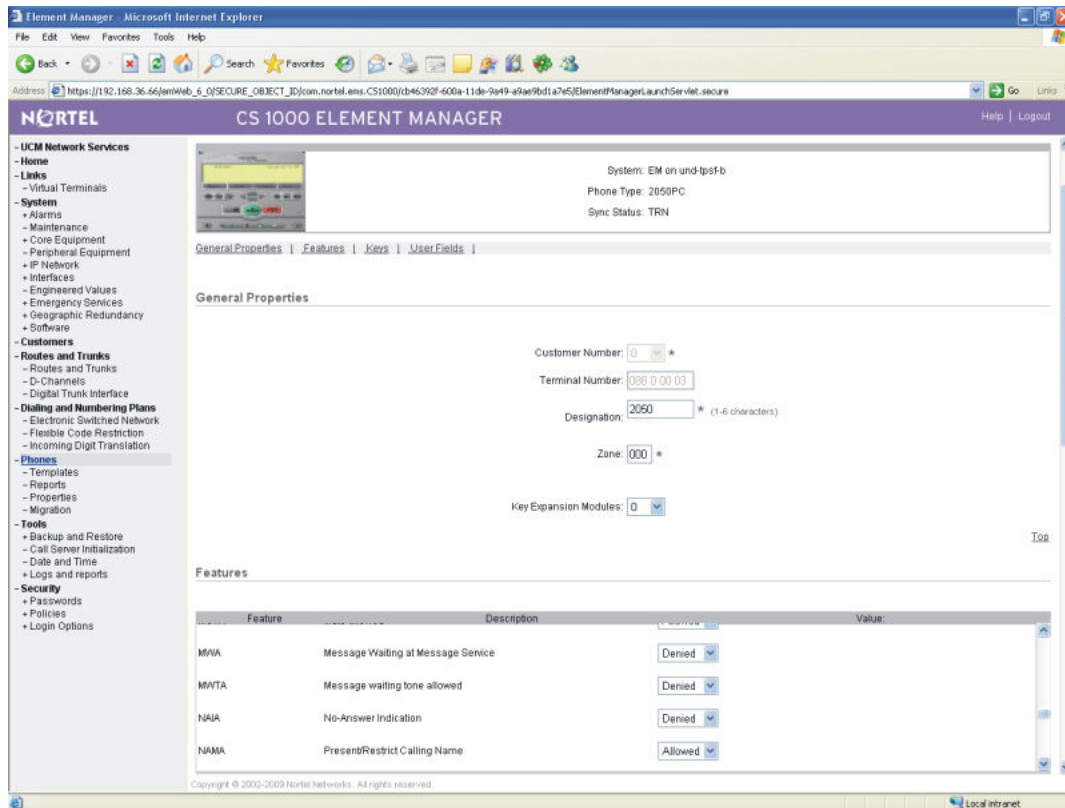 Element Manager - Microsoft Internet Explorer
File Edit View Favorites Tools Help
Back Search Favorites
Address https://192.168.36.66/emWeb_6_0/SECURE_OBJECT_ID/com.nortel.ems.CS1000/cb46392f-600a-11de-9a49-a9ae9bd1a7e5/ElementManagerLaunchServlet.secure Go Links
NORTEL CS 1000 ELEMENT MANAGER Help | Logout
- UCM Network Services
- Home
- Links
- Virtual Terminals
- System
+ Alarms
- Maintenance
+ Core Equipment
- Peripheral Equipment
+ IP Network
+ Interfaces
- Engineered Values
+ Emergency Services
+ Geographic Redundancy
+ Software
- Customers
- Routes and Trunks
- Routes and Trunks
- D-Channels
- Digital Trunk Interface
- Dialing and Numbering Plans
- Electronic Switched Network
- Flexible Code Restriction
- Incoming Digit Translation
- Phones
- Templates
- Reports
- Properties
- Migration
- Tools
+ Backup and Restore
- Call Server Initialization
- Date and Time
+ Logs and reports
- Security
+ Passwords
+ Policies
+ Login Options
System: EM on und-tpsf-b
Phone Type: 2050PC
Sync Status: TRN
General Properties | Features | Keys | User Fields |
General Properties
Customer Number: 0 *
Terminal Number: 088 0 00 03
Designation: 2050 * (1-6 characters)
Zone: 000 *
Key Expansion Modules: 0
Top
Features
Feature Description Value:
MWA Message Waiting at Message Service Denied
MWTA Message waiting tone allowed Denied
NAIA No-Answer Indication Denied
NAMA Present/Restrict Calling Name Allowed
Copyright © 2002-2009 Nortel Networks. All rights reserved.
Local intranet